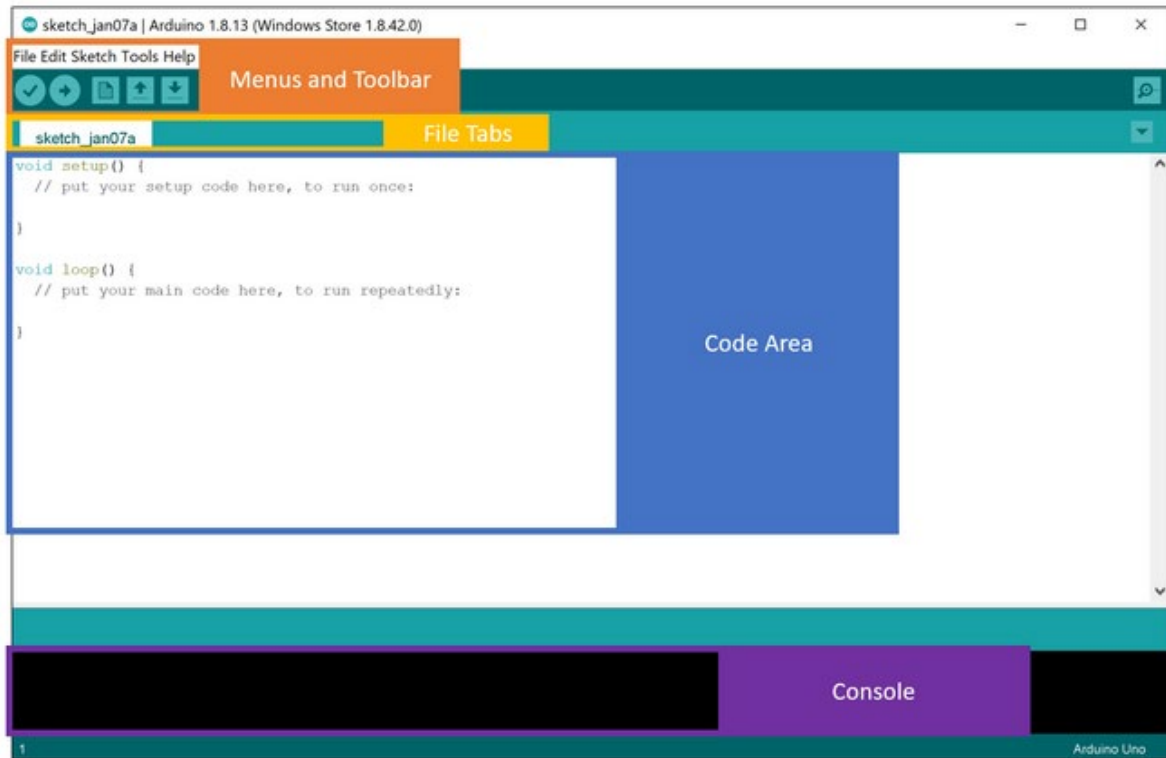 sketch_jan07a | Arduino 1.8.13 (Windows Store 1.8.42.0)
File Edit Sketch Tools Help
Menus and Toolbar
sketch_jan07a
File Tabs
void setup() {
  // put your setup code here, to run once:
}
void loop() {
  // put your main code here, to run repeatedly:
}
Code Area
Console
1
Arduino Uno